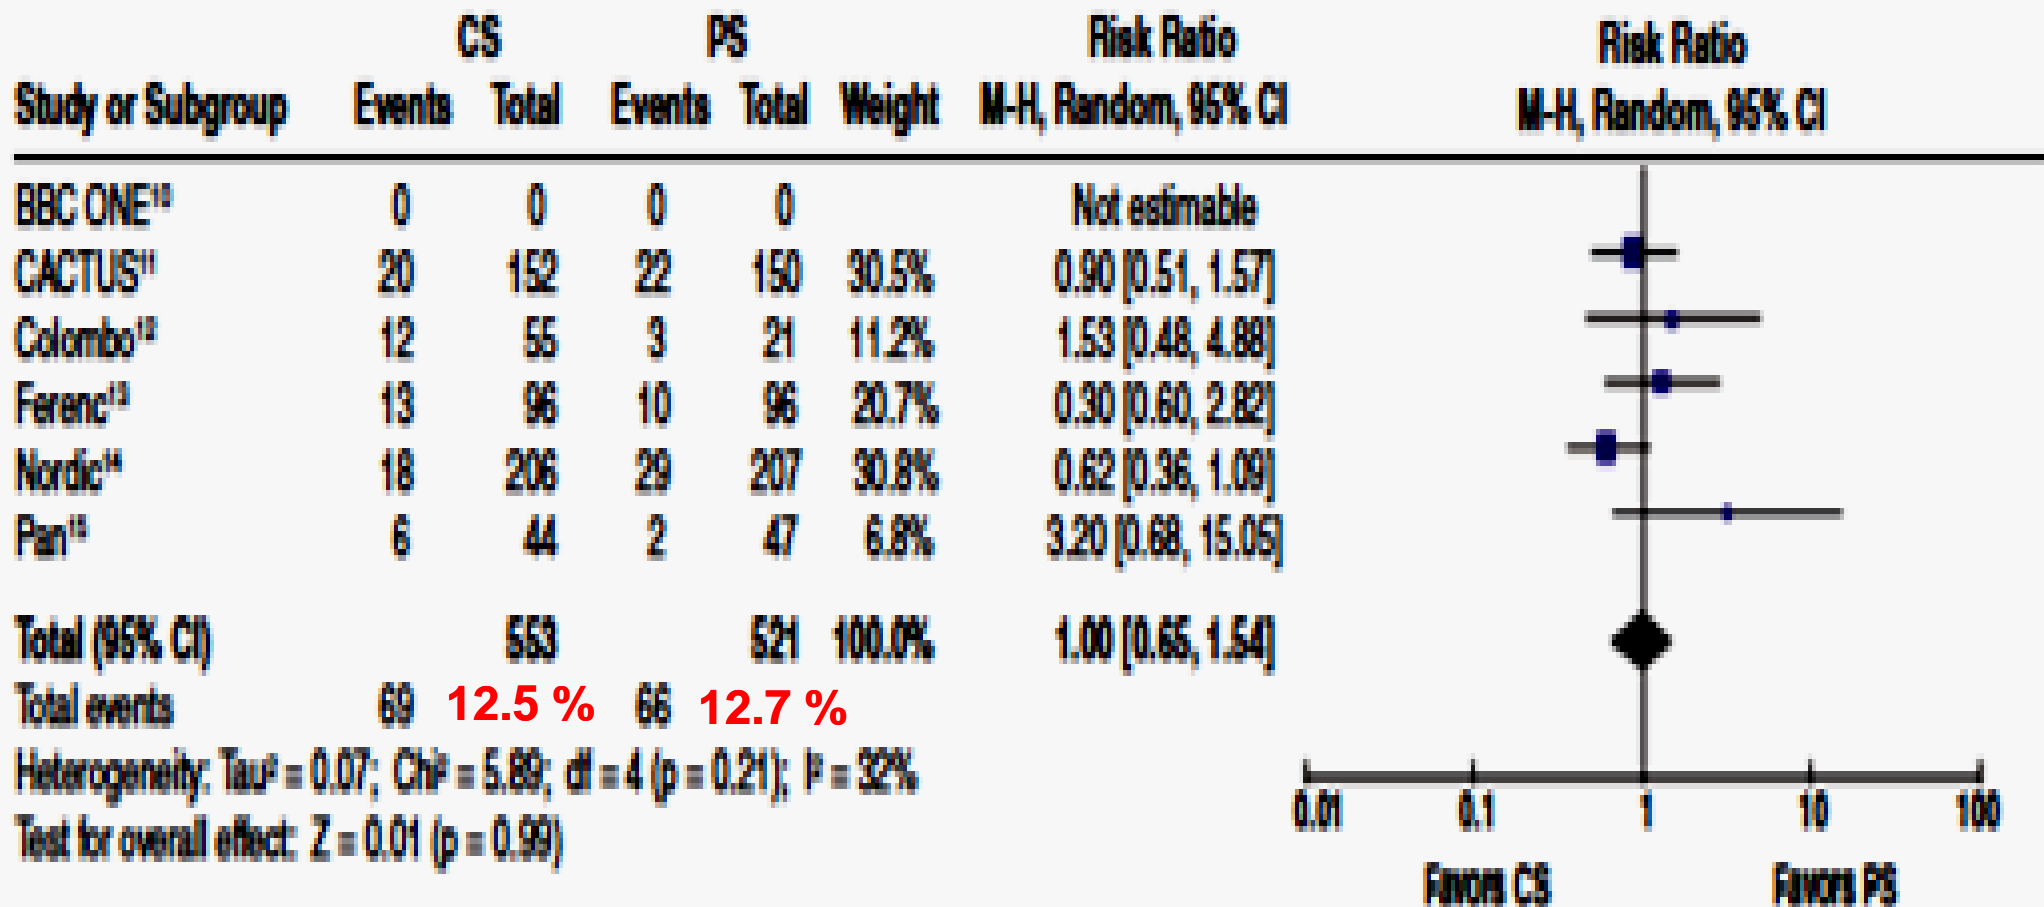 CS PS Risk Ratio Risk Ratio
Study or Subgroup Events Total Events Total Weight M-H, Random, 95% CI M-H, Random, 95% CI
BBC ONE¹⁰ 0 0 0 0 Not estimable
CACTUS¹¹ 20 152 22 150 30.5% 0.90 [0.51, 1.57]
Colombo¹² 12 55 3 21 11.2% 1.53 [0.48, 4.88]
Ferenc¹³ 13 96 10 96 20.7% 0.30 [0.60, 2.82]
Nordic¹⁴ 18 206 29 207 30.8% 0.62 [0.36, 1.09]
Pan¹⁵ 6 44 2 47 6.8% 3.20 [0.68, 15.05]
Total (95% CI) 553 521 100.0% 1.00 [0.65, 1.54]
Total events 69 12.5 % 66 12.7 %
Heterogeneity: Tau² = 0.07; Chi² = 5.89; df = 4 (p = 0.21); I² = 32%
Test for overall effect: Z = 0.01 (p = 0.99)
0.01 0.1 1 10 100
Favors CS Favors PS